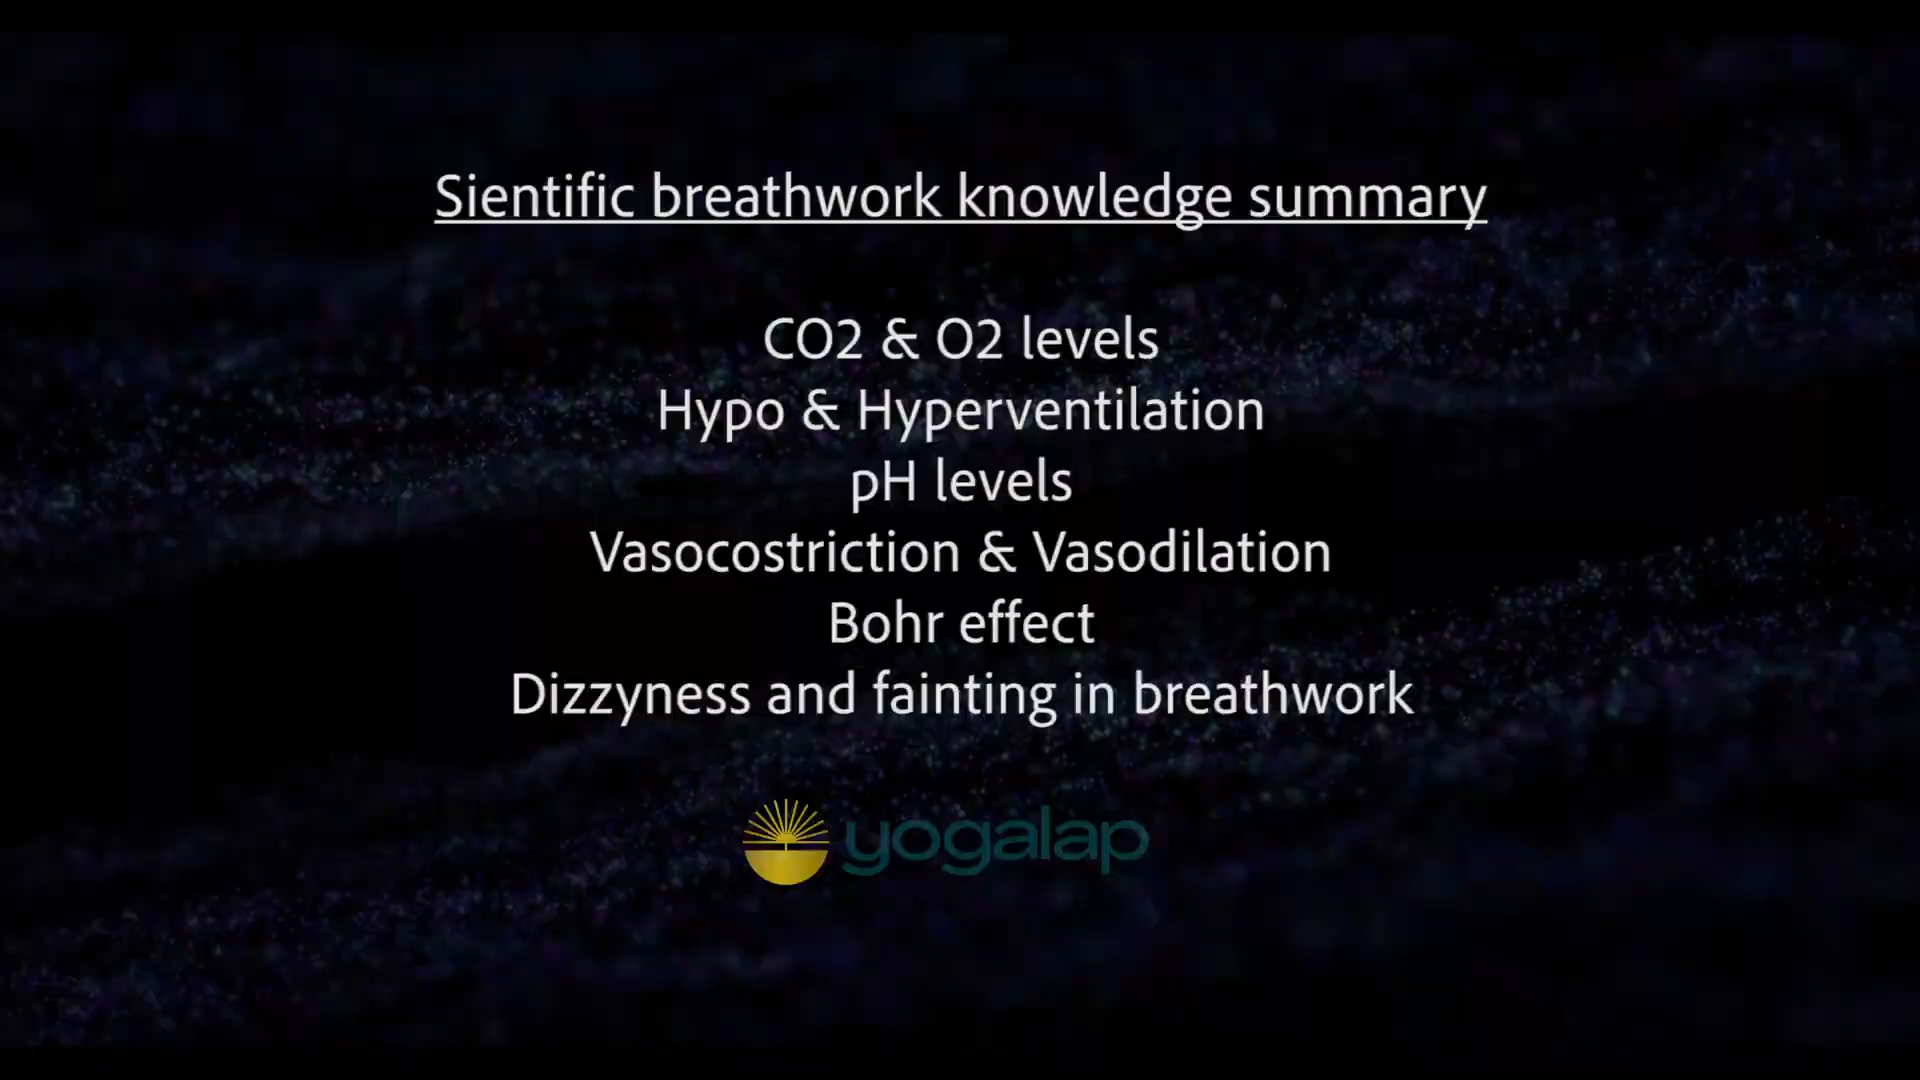 Sientific breathwork knowledge summary
CO2 & O2 levels
Hypo & Hyperventilation
pH levels
Vasocostriction & Vasodilation
Bohr effect
Dizzyness and fainting in breathwork
yogalap